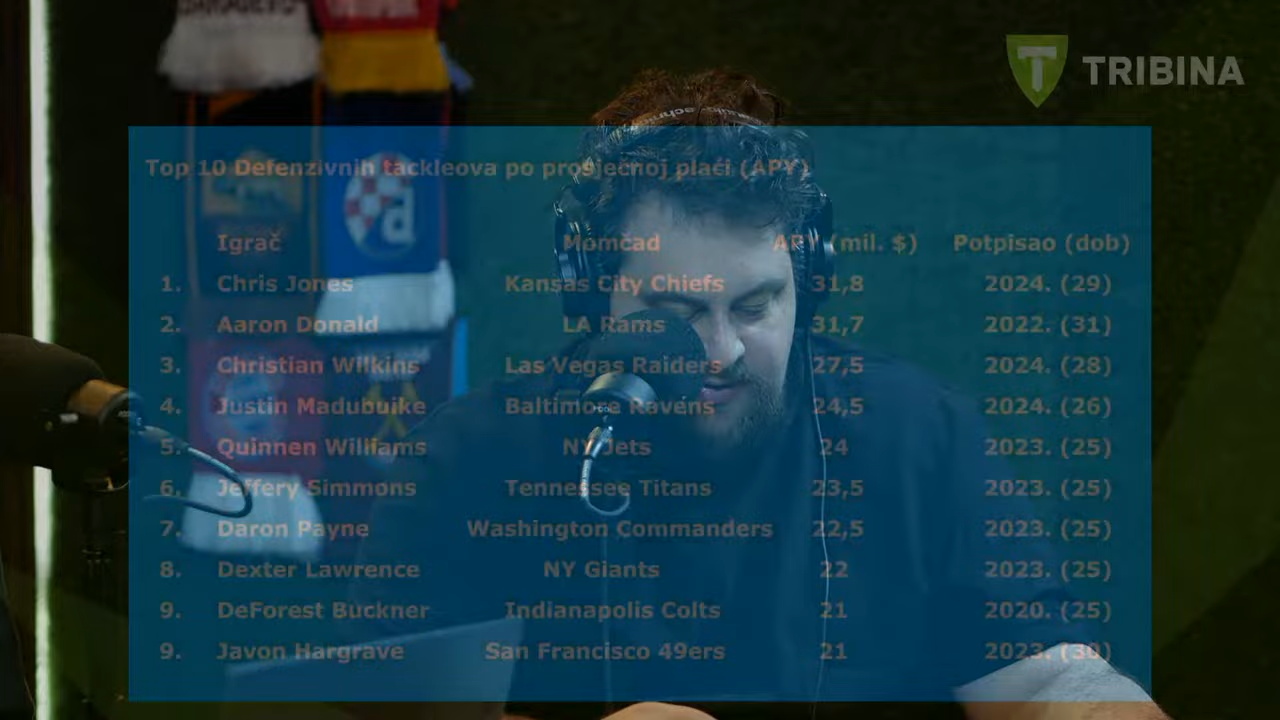 TRIBINA
Top 10 Defenzivnih tackleova po prosječnoj plaći (APY)
Igrač Momčad APY (mil. $) Potpisao (dob)
1. Chris Jones Kansas City Chiefs 31,8 2024. (29)
2. Aaron Donald LA Rams 31,7 2022. (31)
3. Christian Wilkins Las Vegas Raiders 27,5 2024. (28)
4. Justin Madubuike Baltimore Ravens 24,5 2024. (26)
5. Quinnen Williams NY Jets 24 2023. (25)
6. Jeffery Simmons Tennessee Titans 23,5 2023. (25)
7. Daron Payne Washington Commanders 22,5 2023. (25)
8. Dexter Lawrence NY Giants 22 2023. (25)
9. DeForest Buckner Indianapolis Colts 21 2020. (25)
9. Javon Hargrave San Francisco 49ers 21 2023. (30)